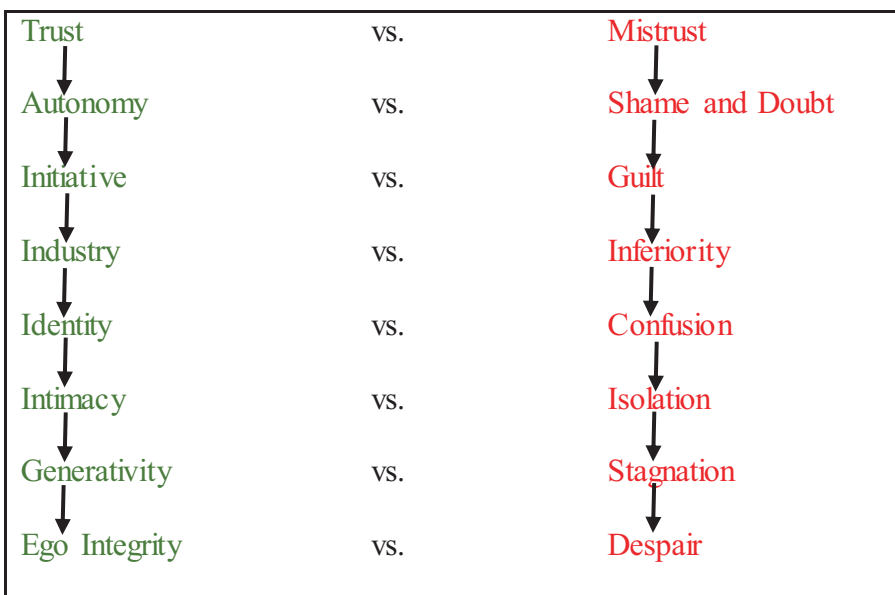 Trust vs. Mistrust
Autonomy vs. Shame and Doubt
Initiative vs. Guilt
Industry vs. Inferiority
Identity vs. Confusion
Intimacy vs. Isolation
Generativity vs. Stagnation
Ego Integrity vs. Despair